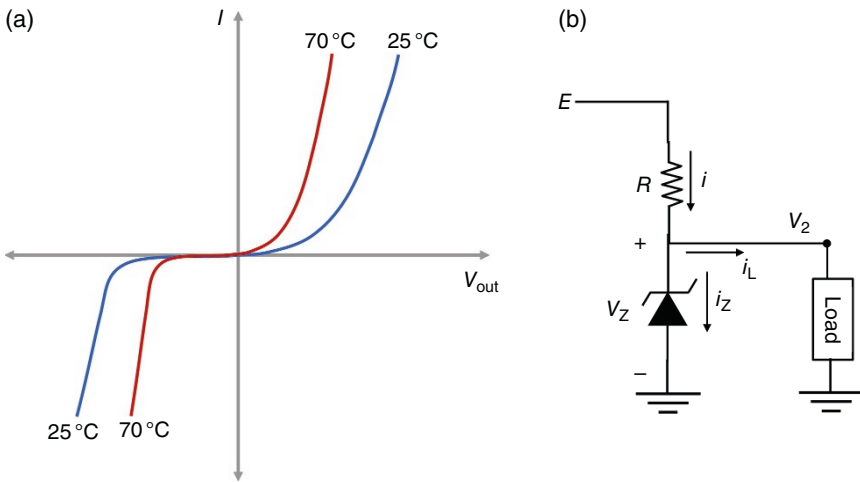 (a)
I
70 °C
25 °C
V_out
25 °C
70 °C
(b)
E
R
i
V_2
+
i_L
V_Z
i_Z
Load
–